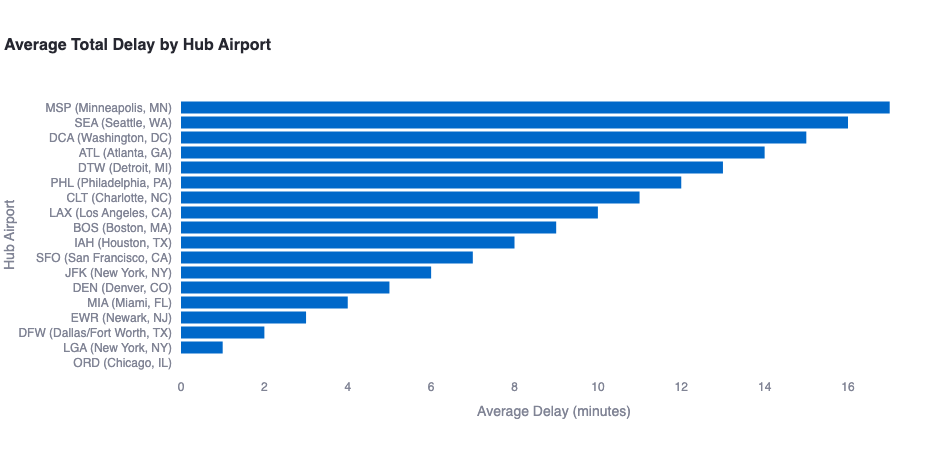 Average Total Delay by Hub Airport
Hub Airport
MSP (Minneapolis, MN)
SEA (Seattle, WA)
DCA (Washington, DC)
ATL (Atlanta, GA)
DTW (Detroit, MI)
PHL (Philadelphia, PA)
CLT (Charlotte, NC)
LAX (Los Angeles, CA)
BOS (Boston, MA)
IAH (Houston, TX)
SFO (San Francisco, CA)
JFK (New York, NY)
DEN (Denver, CO)
MIA (Miami, FL)
EWR (Newark, NJ)
DFW (Dallas/Fort Worth, TX)
LGA (New York, NY)
ORD (Chicago, IL)
0 2 4 6 8 10 12 14 16
Average Delay (minutes)